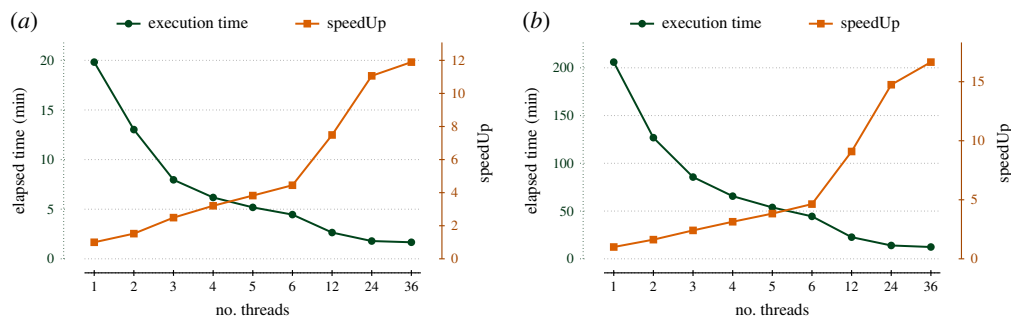 (a)
execution time
speedUp
elapsed time (min)
20
15
10
5
0
12
10
8
6
4
2
0
speedUp
1 2 3 4 5 6 12 24 36
no. threads
(b)
execution time
speedUp
elapsed time (min)
200
150
100
50
0
15
10
5
0
speedUp
1 2 3 4 5 6 12 24 36
no. threads